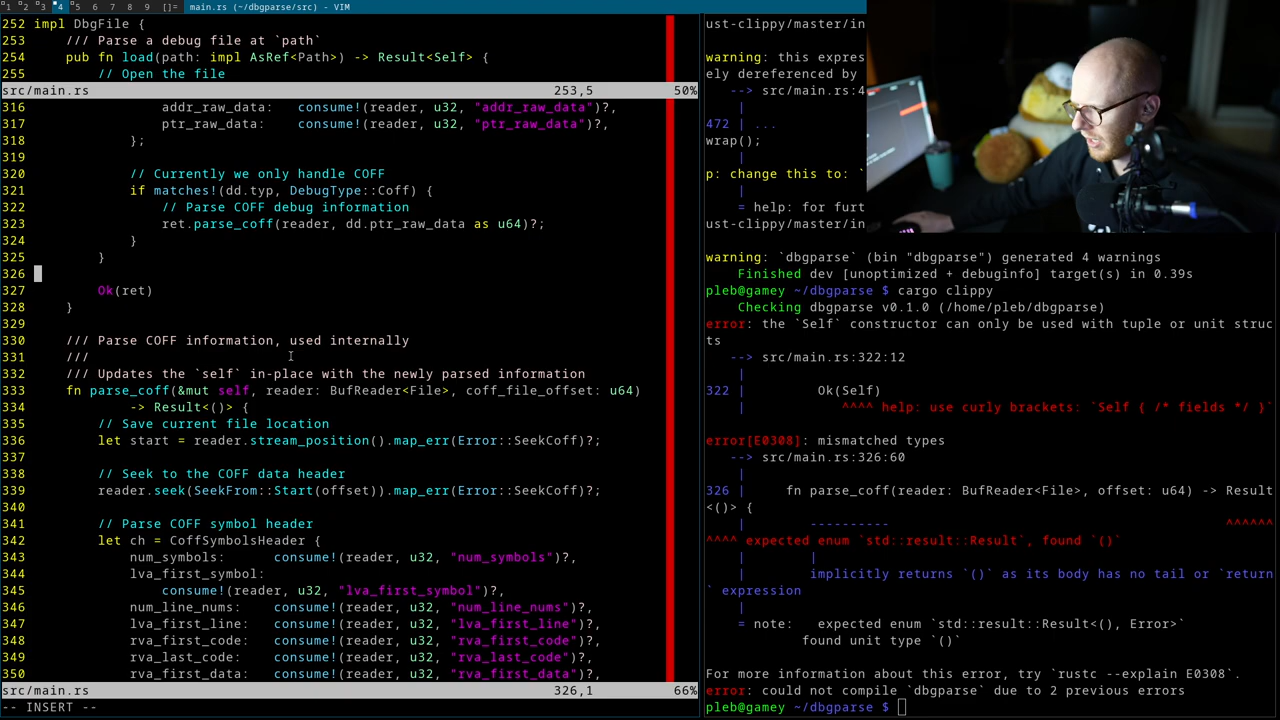 1 2 3 4 5 6 7 8 9 []= main.rs (~/dbgparse/src) - VIM
252 impl DbgFile {
253     /// Parse a debug file at `path`
254     pub fn load(path: impl AsRef<Path>) -> Result<Self> {
255         // Open the file
src/main.rs 253,5 50%
316                 addr_raw_data:   consume!(reader, u32, "addr_raw_data")?,
317                 ptr_raw_data:    consume!(reader, u32, "ptr_raw_data")?,
318             };
319
320             // Currently we only handle COFF
321             if matches!(dd.typ, DebugType::Coff) {
322                 // Parse COFF debug information
323                 ret.parse_coff(reader, dd.ptr_raw_data as u64)?;
324             }
325         }
326
327         Ok(ret)
328     }
329
330     /// Parse COFF information, used internally
331     ///
332     /// Updates the `self` in-place with the newly parsed information
333     fn parse_coff(&mut self, reader: BufReader<File>, coff_file_offset: u64)
334             -> Result<()> {
335         // Save current file location
336         let start = reader.stream_position().map_err(Error::SeekCoff)?;
337
338         // Seek to the COFF data header
339         reader.seek(SeekFrom::Start(offset)).map_err(Error::SeekCoff)?;
340
341         // Parse COFF symbol header
342         let ch = CoffSymbolsHeader {
343             num_symbols:      consume!(reader, u32, "num_symbols")?,
344             lva_first_symbol:
345                 consume!(reader, u32, "lva_first_symbol")?,
346             num_line_nums:    consume!(reader, u32, "num_line_nums")?,
347             lva_first_line:   consume!(reader, u32, "lva_first_line")?,
348             rva_first_code:   consume!(reader, u32, "rva_first_code")?,
349             rva_last_code:    consume!(reader, u32, "rva_last_code")?,
350             rva_first_data:   consume!(reader, u32, "rva_first_data")?,
src/main.rs 326,1 66%
-- INSERT --
ust-clippy/master/in
warning: this expres
ely dereferenced by
   --> src/main.rs:4
    |
472 | ...
wrap();
    |
p: change this to: `
    |
    = help: for furt
ust-clippy/master/in
warning: `dbgparse` (bin "dbgparse") generated 4 warnings
    Finished dev [unoptimized + debuginfo] target(s) in 0.39s
pleb@gamey ~/dbgparse $ cargo clippy
    Checking dbgparse v0.1.0 (/home/pleb/dbgparse)
error: the `Self` constructor can only be used with tuple or unit struc
ts
   --> src/main.rs:322:12
    |
322 |         Ok(Self)
    |            ^^^^ help: use curly brackets: `Self { /* fields */ }`
error[E0308]: mismatched types
   --> src/main.rs:326:60
    |
326 |     fn parse_coff(reader: BufReader<File>, offset: u64) -> Result
<()> {
    |        ----------                                          ^^^^^^
^^^^ expected enum `std::result::Result`, found `()`
    |        |
    |        implicitly returns `()` as its body has no tail or `return
` expression
    |
    = note:   expected enum `std::result::Result<(), Error>`
            found unit type `()`
For more information about this error, try `rustc --explain E0308`.
error: could not compile `dbgparse` due to 2 previous errors
pleb@gamey ~/dbgparse $